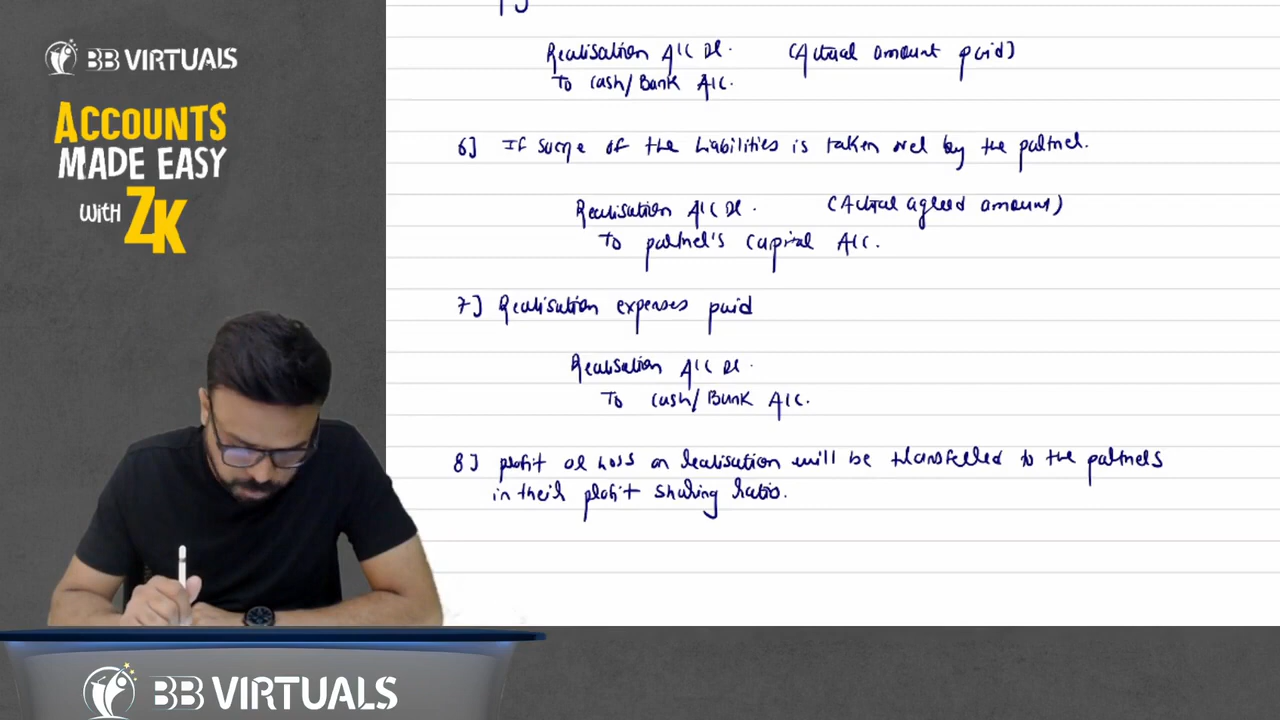 BB VIRTUALS
ACCOUNTS
MADE EASY
WITH ZK
Realisation A/C Dr. (Actual amount paid)
To Cash/Bank A/C.
6] If some of the Liabilities is taken over by the partner.
Realisation A/C Dr. (Actual agreed amount)
To partner's Capital A/C.
7] Realisation expenses paid
Realisation A/C Dr.
To Cash/Bank A/C.
8] profit or Loss on realisation will be transferred to the partners
in their profit sharing ratio.
BB VIRTUALS